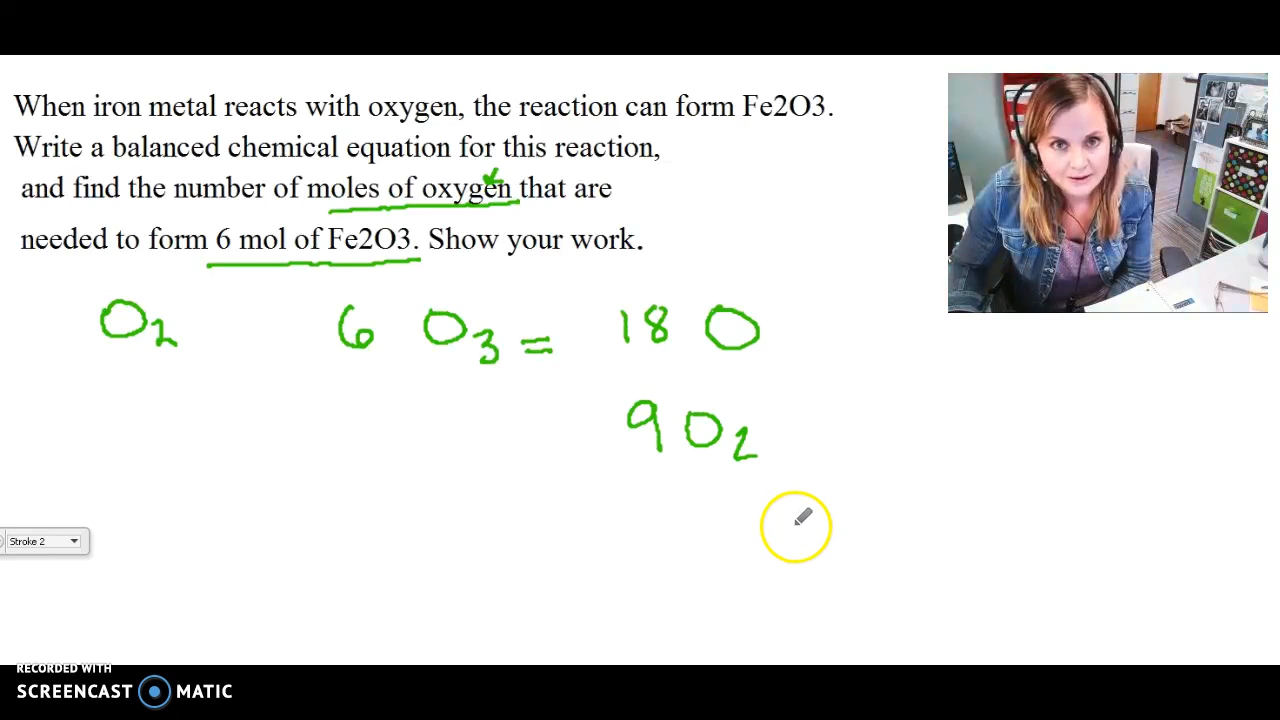 When iron metal reacts with oxygen, the reaction can form Fe2O3.
Write a balanced chemical equation for this reaction,
and find the number of moles of oxygen that are
needed to form 6 mol of Fe2O3. Show your work.
O2 6 O3 = 18 O
9 O2
Stroke 2
RECORDED WITH
SCREENCAST MATIC